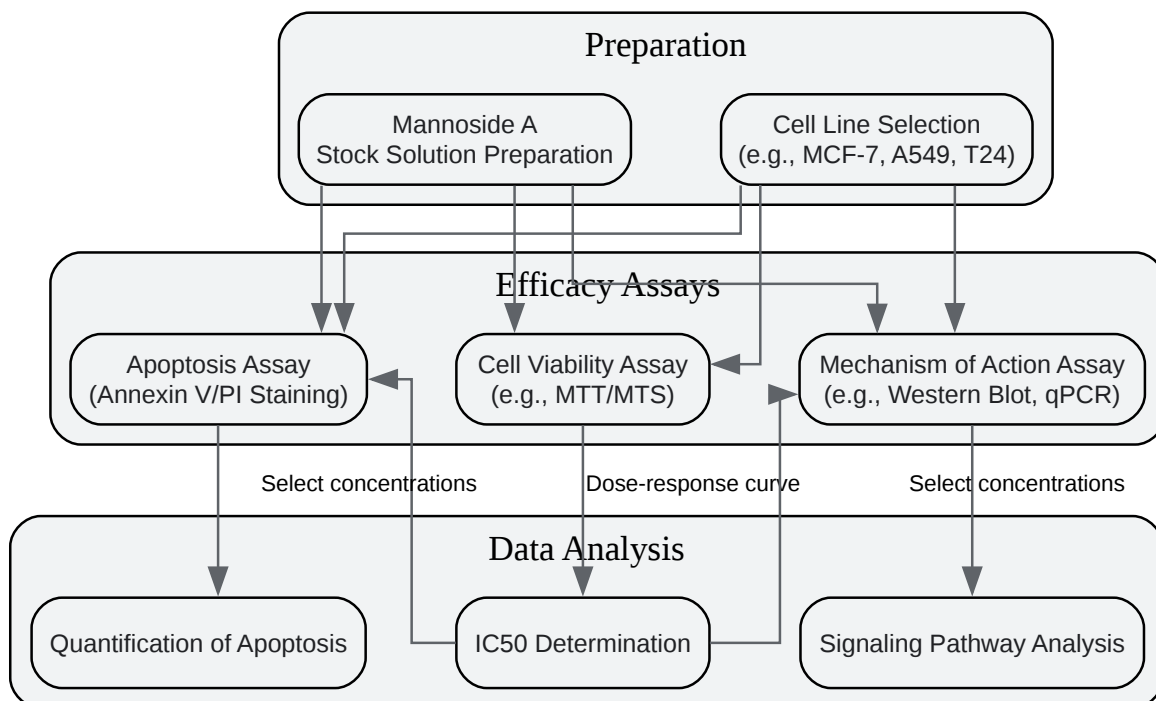 Preparation
Mannoside A
Stock Solution Preparation
Cell Line Selection
(e.g., MCF-7, A549, T24)
Efficacy Assays
Apoptosis Assay
(Annexin V/PI Staining)
Cell Viability Assay
(e.g., MTT/MTS)
Mechanism of Action Assay
(e.g., Western Blot, qPCR)
Select concentrations
Dose-response curve
Select concentrations
Data Analysis
Quantification of Apoptosis
IC50 Determination
Signaling Pathway Analysis